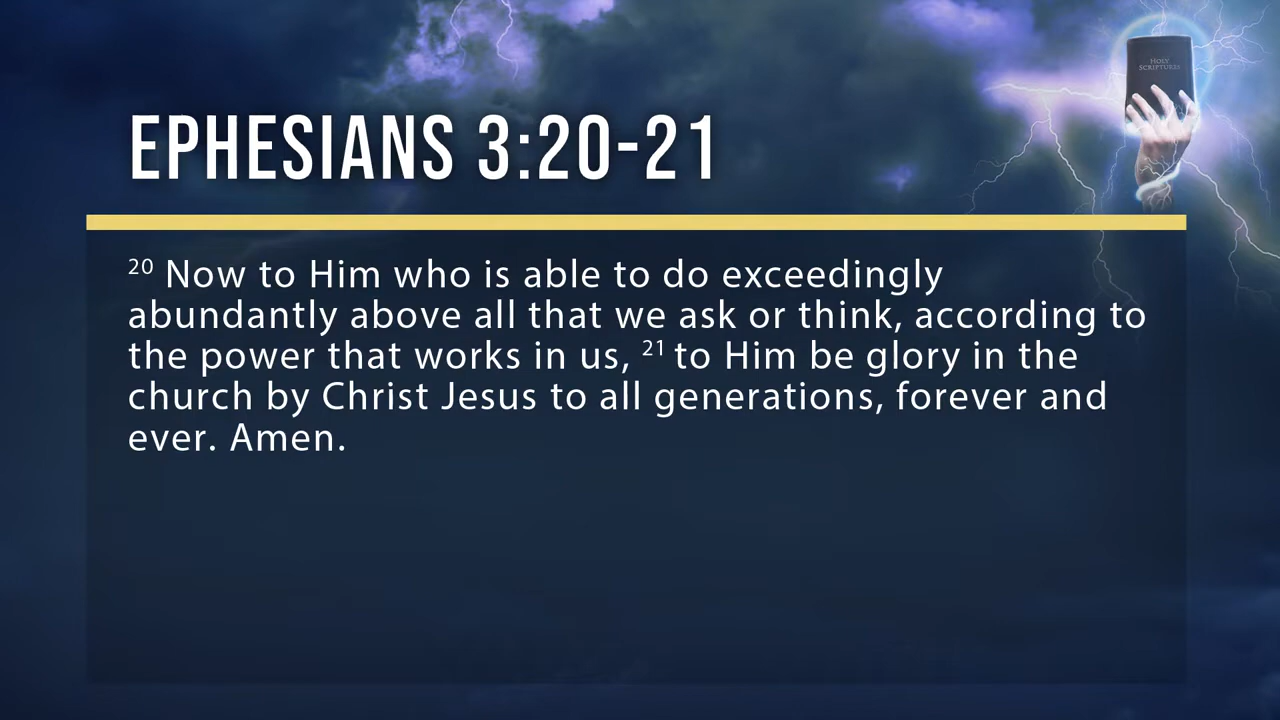 HOLY
SCRIPTURES
EPHESIANS 3:20-21
20 Now to Him who is able to do exceedingly
abundantly above all that we ask or think, according to
the power that works in us, 21 to Him be glory in the
church by Christ Jesus to all generations, forever and
ever. Amen.